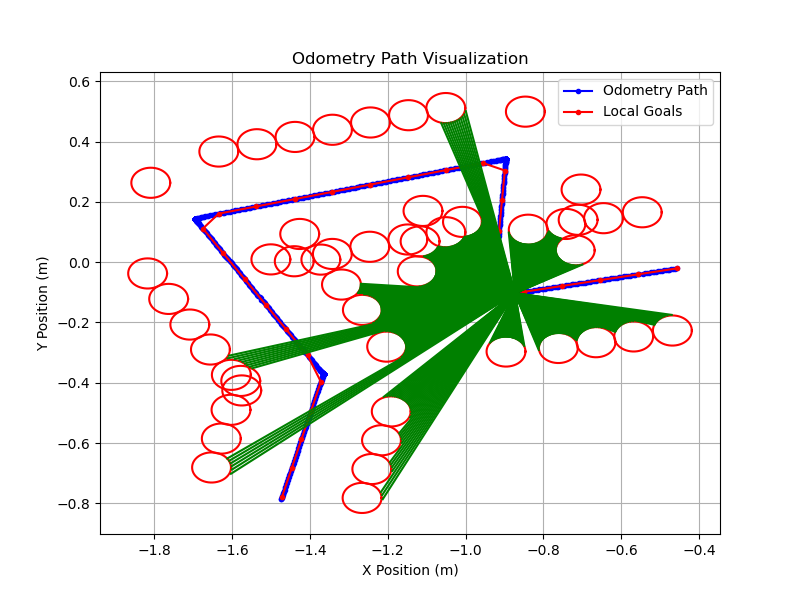 Odometry Path Visualization
Odometry Path
Local Goals
Y Position (m)
0.6
0.4
0.2
0.0
−0.2
−0.4
−0.6
−0.8
−1.8 −1.6 −1.4 −1.2 −1.0 −0.8 −0.6 −0.4
X Position (m)